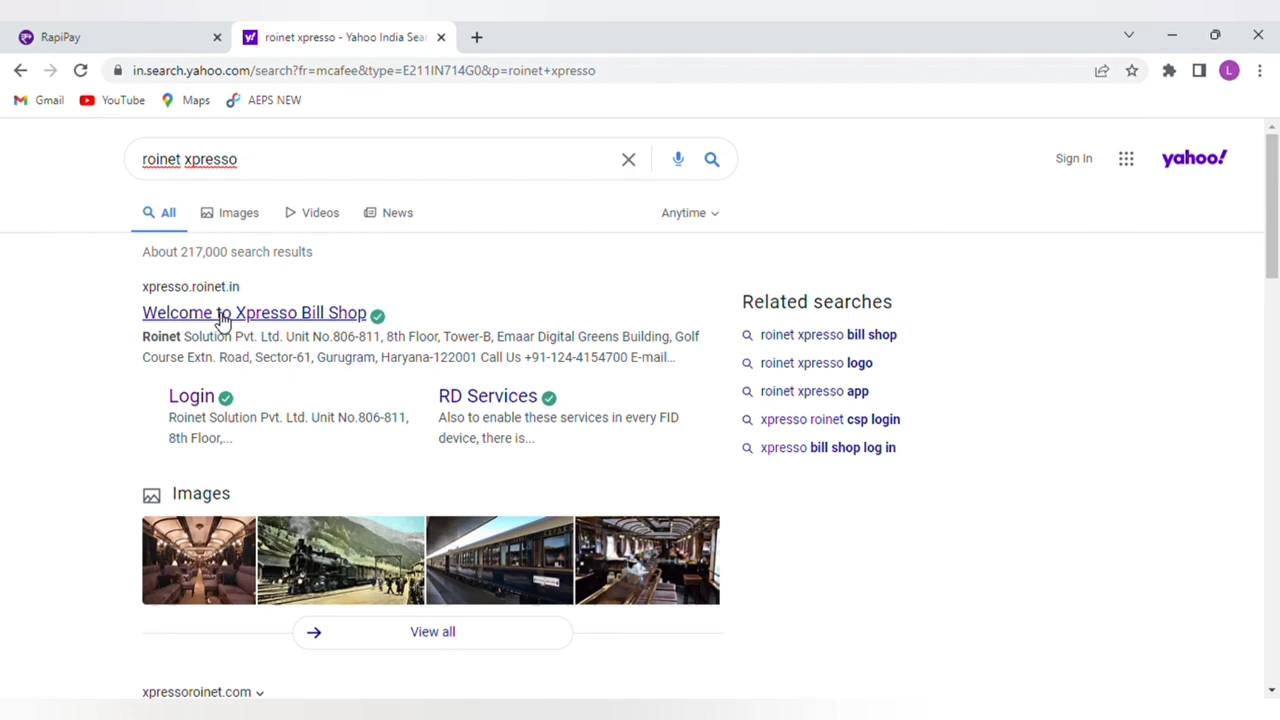 RapiPay
roinet xpresso - Yahoo India Sear
in.search.yahoo.com/search?fr=mcafee&type=E211IN714G0&p=roinet+xpresso
L
Gmail YouTube Maps AEPS NEW
roinet xpresso
Sign In
yahoo!
All Images Videos News
Anytime
About 217,000 search results
xpresso.roinet.in
Welcome to Xpresso Bill Shop
Roinet Solution Pvt. Ltd. Unit No.806-811, 8th Floor, Tower-B, Emaar Digital Greens Building, Golf
Course Extn. Road, Sector-61, Gurugram, Haryana-122001 Call Us +91-124-4154700 E-mail...
Login
Roinet Solution Pvt. Ltd. Unit No.806-811,
8th Floor,...
RD Services
Also to enable these services in every FID
device, there is...
Images
View all
xpressoroinet.com
Related searches
roinet xpresso bill shop
roinet xpresso logo
roinet xpresso app
xpresso roinet csp login
xpresso bill shop log in